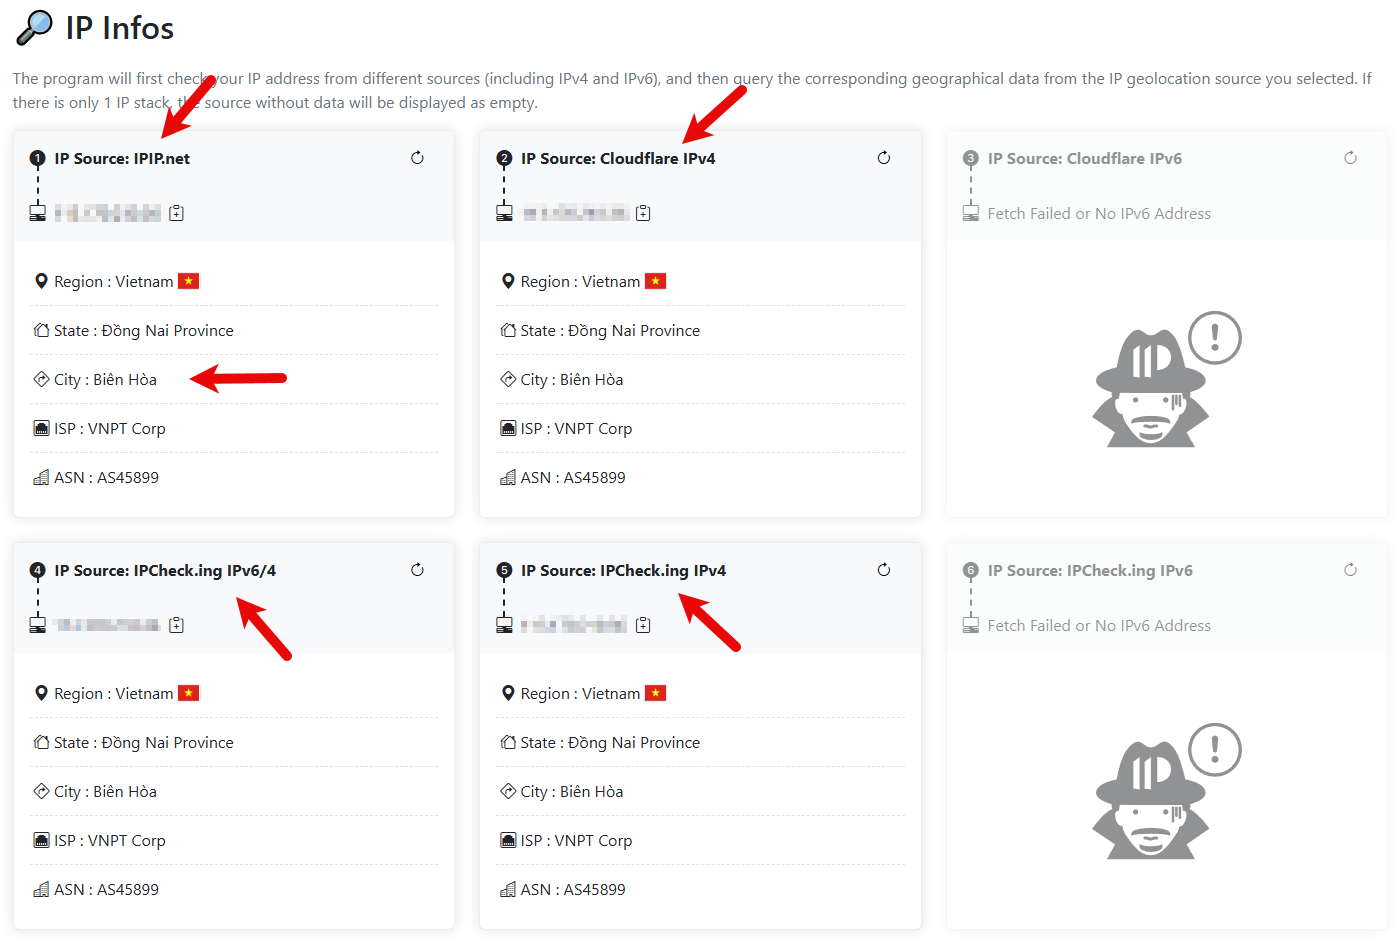 IP Infos
The program will first check your IP address from different sources (including IPv4 and IPv6), and then query the corresponding geographical data from the IP geolocation source you selected. If
there is only 1 IP stack, the source without data will be displayed as empty.
1 IP Source: IPIP.net
Region : Vietnam
State : Đồng Nai Province
City : Biên Hòa
ISP : VNPT Corp
ASN : AS45899
2 IP Source: Cloudflare IPv4
Region : Vietnam
State : Đồng Nai Province
City : Biên Hòa
ISP : VNPT Corp
ASN : AS45899
3 IP Source: Cloudflare IPv6
Fetch Failed or No IPv6 Address
IP
!
4 IP Source: IPCheck.ing IPv6/4
Region : Vietnam
State : Đồng Nai Province
City : Biên Hòa
ISP : VNPT Corp
ASN : AS45899
5 IP Source: IPCheck.ing IPv4
Region : Vietnam
State : Đồng Nai Province
City : Biên Hòa
ISP : VNPT Corp
ASN : AS45899
6 IP Source: IPCheck.ing IPv6
Fetch Failed or No IPv6 Address
IP
!